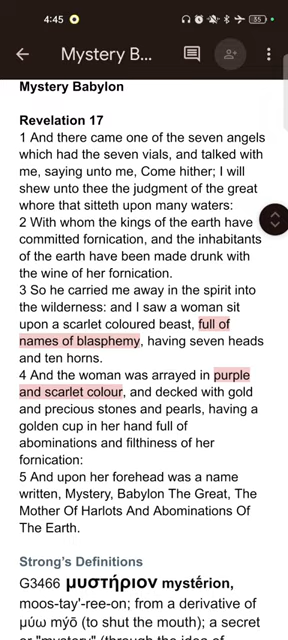 4:45
35
Mystery B...
Mystery Babylon
Revelation 17
1 And there came one of the seven angels
which had the seven vials, and talked with
me, saying unto me, Come hither; I will
shew unto thee the judgment of the great
whore that sitteth upon many waters:
2 With whom the kings of the earth have
committed fornication, and the inhabitants
of the earth have been made drunk with
the wine of her fornication.
3 So he carried me away in the spirit into
the wilderness: and I saw a woman sit
upon a scarlet coloured beast, full of
names of blasphemy, having seven heads
and ten horns.
4 And the woman was arrayed in purple
and scarlet colour, and decked with gold
and precious stones and pearls, having a
golden cup in her hand full of
abominations and filthiness of her
fornication:
5 And upon her forehead was a name
written, Mystery, Babylon The Great, The
Mother Of Harlots And Abominations Of
The Earth.
Strong's Definitions
G3466 μυστήριον mystḗrion,
moos-tay'-ree-on; from a derivative of
μύω mýō (to shut the mouth); a secret
or "mystery" (through the idea of